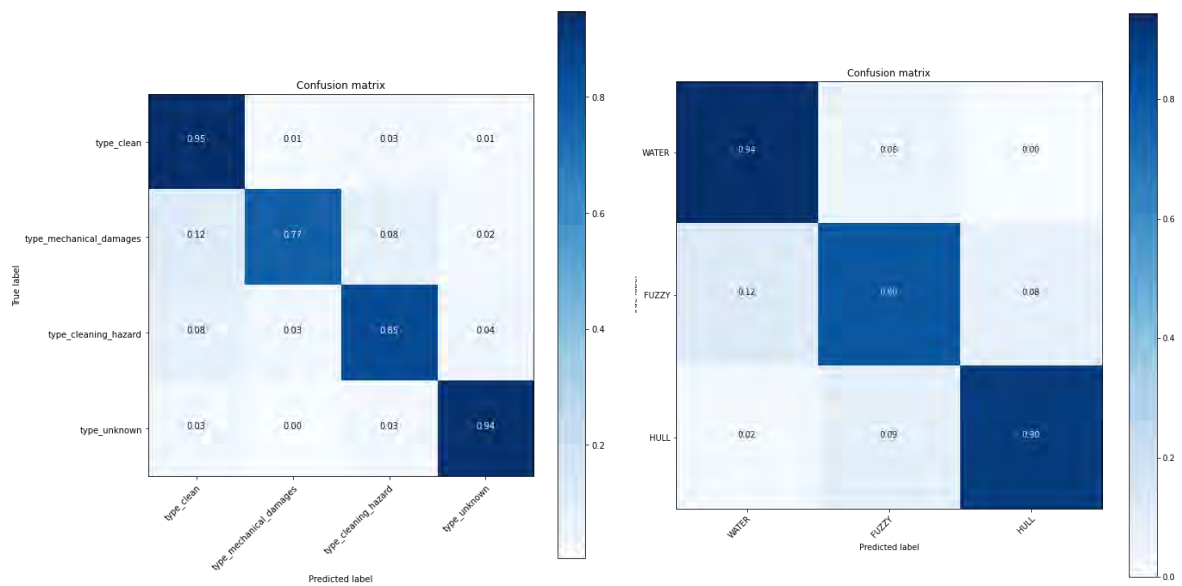 Confusion matrix
0.8
0.6
0.4
0.2
True label
type_clean 0.95 0.01 0.03 0.01
type_mechanical_damages 0.12 0.77 0.08 0.02
type_cleaning_hazard 0.08 0.03 0.85 0.04
type_unknown 0.03 0.00 0.03 0.94
type_clean type_mechanical_damages type_cleaning_hazard type_unknown
Predicted label
Confusion matrix
0.8
0.6
0.4
0.2
0.0
WATER 0.94 0.06 0.00
FUZZY 0.12 0.80 0.08
HULL 0.02 0.09 0.90
WATER FUZZY HULL
Predicted label